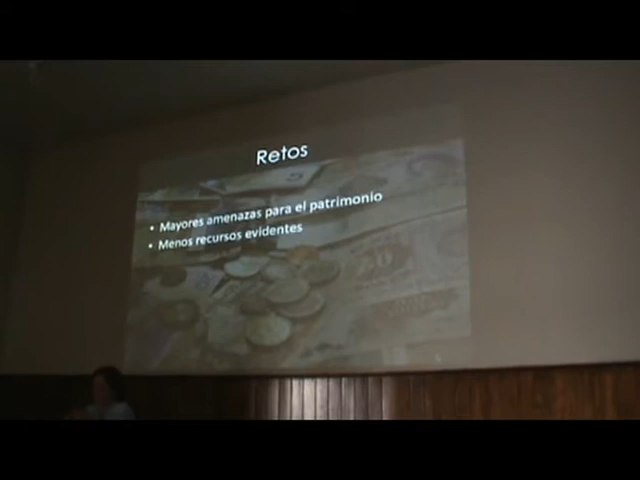 Retos
• Mayores amenazas para el patrimonio
• Menos recursos evidentes